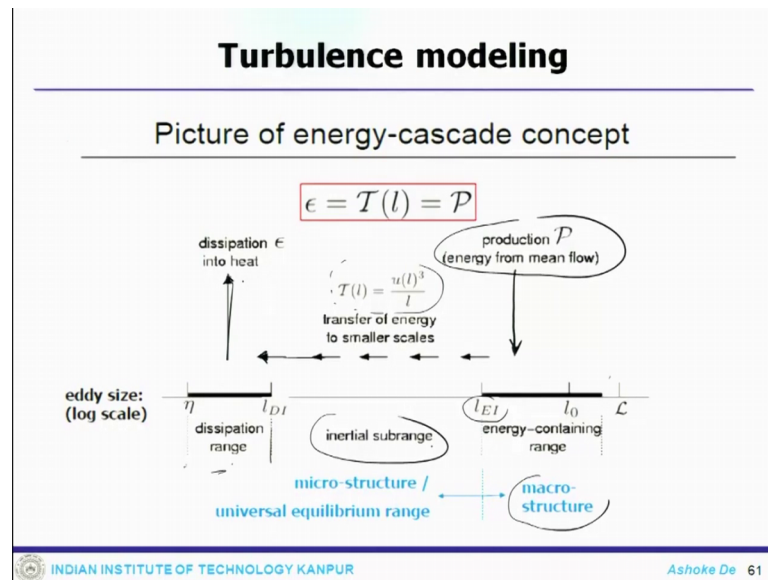 Turbulence modeling
Picture of energy-cascade concept
ϵ = 𝒯(l) = 𝒫
dissipation ϵ
into heat
production 𝒫
(energy from mean flow)
𝒯(l) = u(l)³ / l
transfer of energy
to smaller scales
eddy size:
(log scale)
η l_DI l_EI l₀ ℒ
dissipation
range
inertial subrange
energy-containing
range
micro-structure /
universal equilibrium range
macro-
structure
INDIAN INSTITUTE OF TECHNOLOGY KANPUR
Ashoke De 61